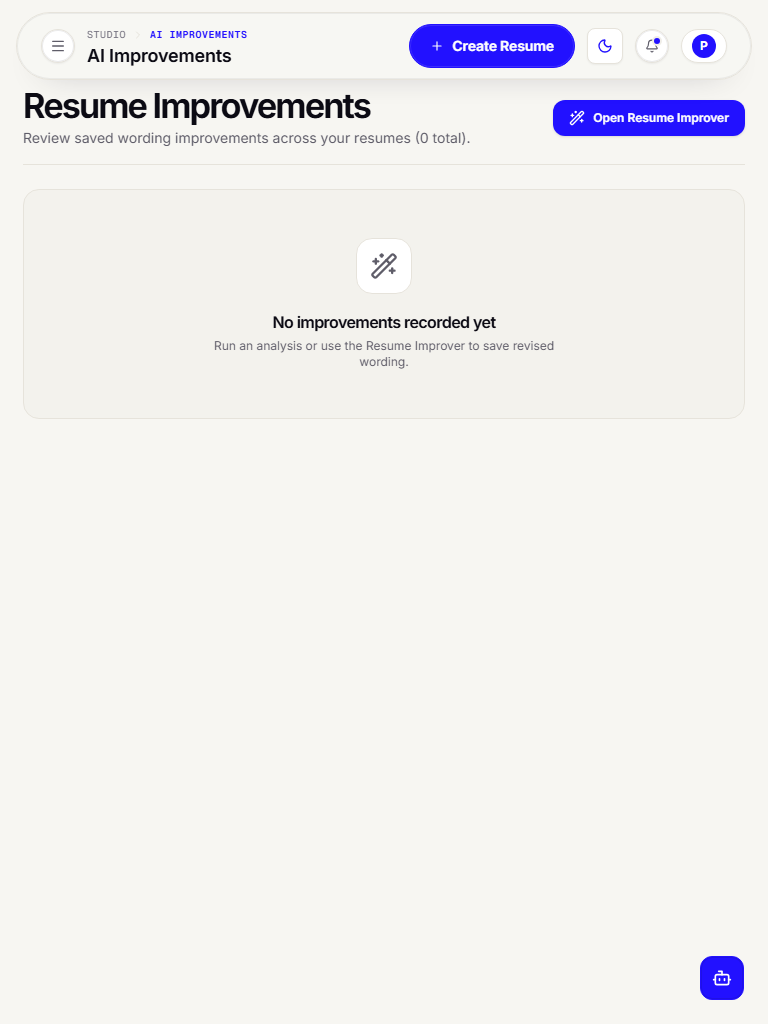 STUDIO > AI IMPROVEMENTS
AI Improvements
Create Resume
P
Resume Improvements
Review saved wording improvements across your resumes (0 total).
Open Resume Improver
No improvements recorded yet
Run an analysis or use the Resume Improver to save revised
wording.